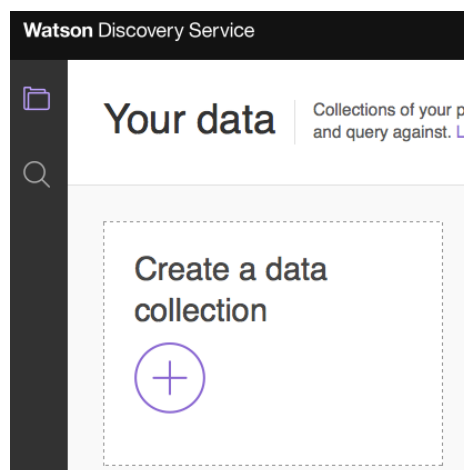 Watson Discovery Service
Your data
Collections of your
and query against.
Create a data
collection